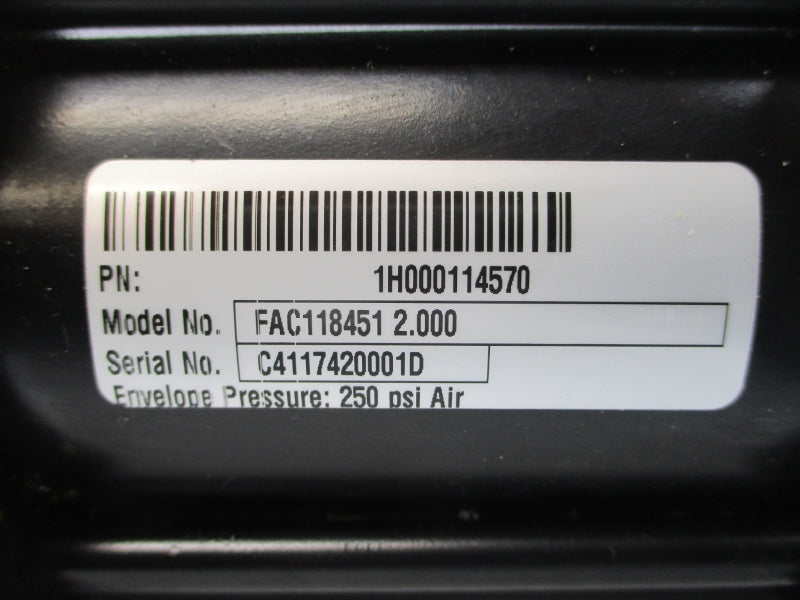 PN: 1H000114570
Model No. FAC118451 2.000
Serial No. C4117420001D
Envelope Pressure: 250 psi Air